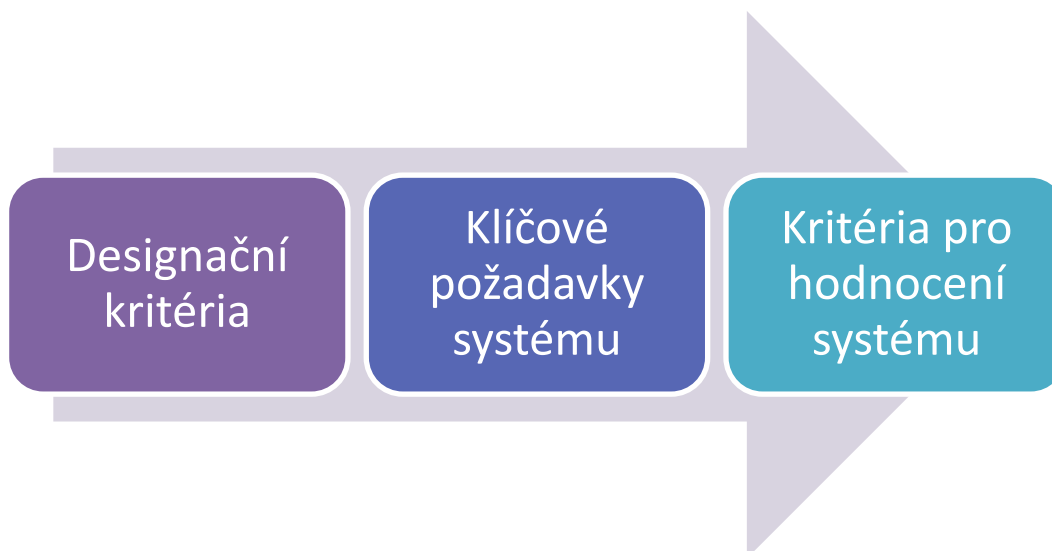 Designační
kritéria
Klíčové
požadavky
systému
Kritéria pro
hodnocení
systému